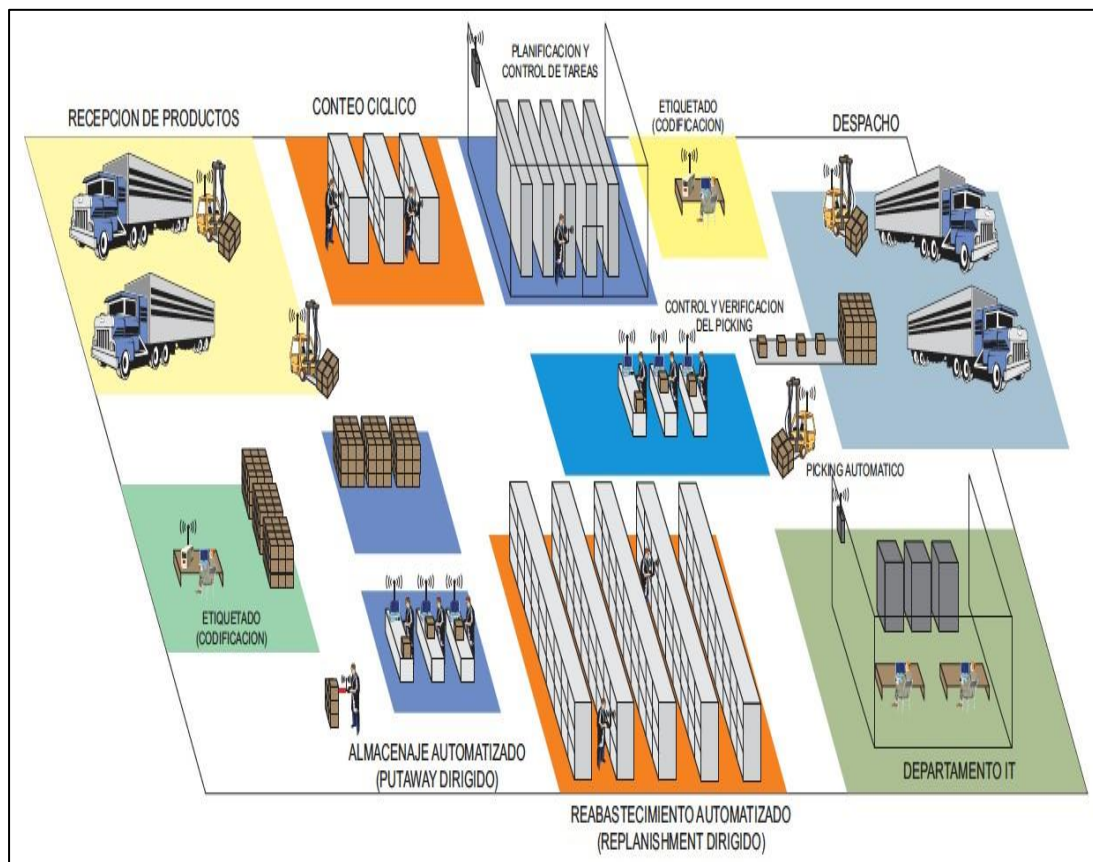 PLANIFICACION Y
CONTROL DE TAREAS
CONTEO CICLICO
RECEPCION DE PRODUCTOS
ETIQUETADO
(CODIFICACION)
DESPACHO
CONTROL Y VERIFICACION
DEL PICKING
PICKING AUTOMATICO
ETIQUETADO
(CODIFICACION)
ALMACENAJE AUTOMATIZADO
(PUTAWAY DIRIGIDO)
DEPARTAMENTO IT
REABASTECIMIENTO AUTOMATIZADO
(REPLANISHMENT DIRIGIDO)